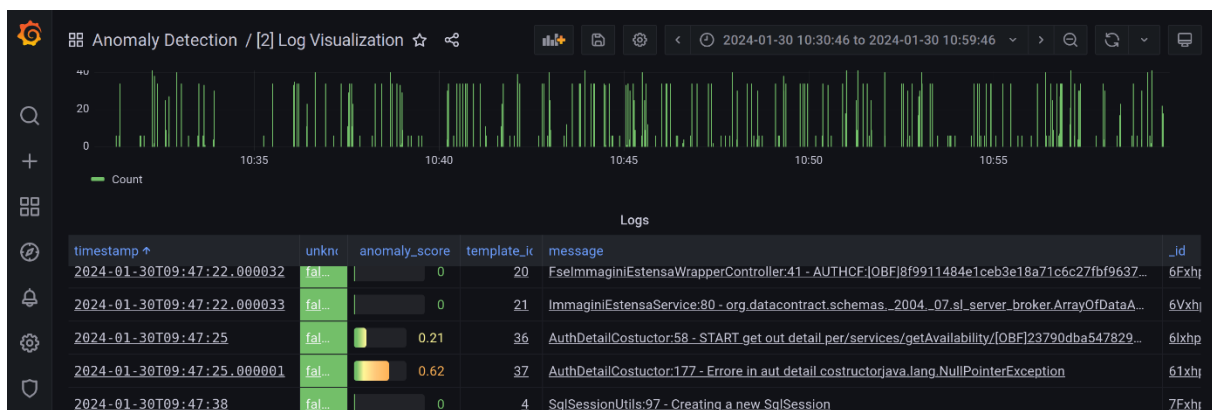 Anomaly Detection / [2] Log Visualization
2024-01-30 10:30:46 to 2024-01-30 10:59:46
40
20
0
10:35 10:40 10:45 10:50 10:55
Count
Logs
timestamp unkno anomaly_score template_ic message _id
2024-01-30T09:47:22.000032 fal… 0 20 FseImmaginiEstensaWrapperController:41 - AUTHCF:[OBF]8f9911484e1ceb3e18a71c6c27fbf9637… 6Fxhp
2024-01-30T09:47:22.000033 fal… 0 21 ImmaginiEstensaService:80 - org.datacontract.schemas._2004._07.sl_server_broker.ArrayOfDataA… 6Vxhp
2024-01-30T09:47:25 fal… 0.21 36 AuthDetailCostuctor:58 - START get out detail per/services/getAvailability/[OBF]23790dba547829… 6lxhp
2024-01-30T09:47:25.000001 fal… 0.62 37 AuthDetailCostuctor:177 - Errore in aut detail costructorjava.lang.NullPointerException 61xhp
2024-01-30T09:47:38 fal… 0 4 SqlSessionUtils:97 - Creating a new SqlSession 7Fxhp